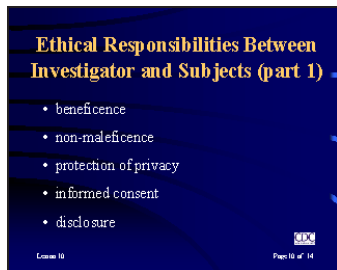 Ethical Responsibilities Between
Investigator and Subjects (part 1)
• beneficence
• non-maleficence
• protection of privacy
• informed consent
• disclosure
CDC
Lesson 10
Page 10 of 14